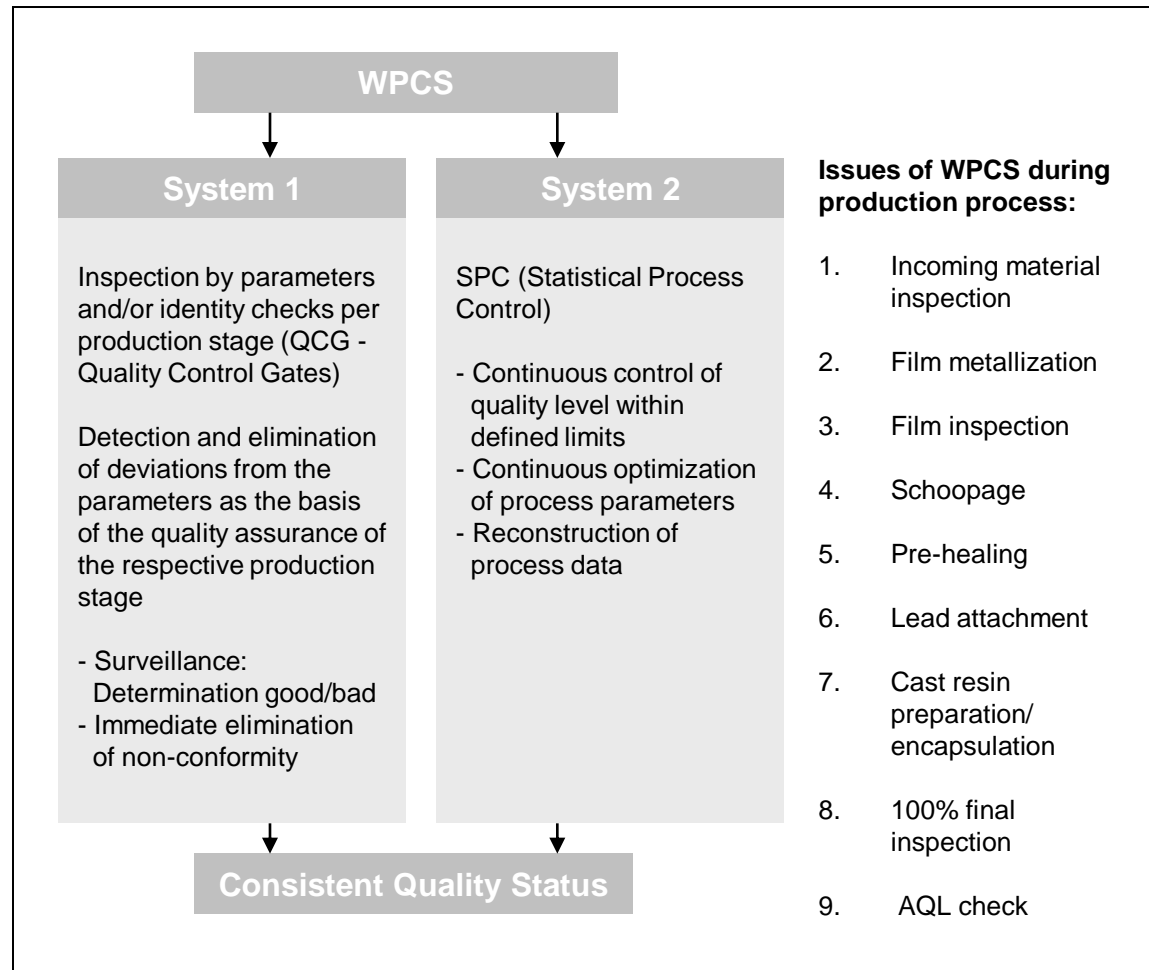 WPCS
System 1
Inspection by parameters
and/or identity checks per
production stage (QCG -
Quality Control Gates)
Detection and elimination
of deviations from the
parameters as the basis
of the quality assurance of
the respective production
stage
- Surveillance:
Determination good/bad
- Immediate elimination
of non-conformity
System 2
SPC (Statistical Process
Control)
- Continuous control of
quality level within
defined limits
- Continuous optimization
of process parameters
- Reconstruction of
process data
Consistent Quality Status
Issues of WPCS during
production process:
1. Incoming material
inspection
2. Film metallization
3. Film inspection
4. Schoopage
5. Pre-healing
6. Lead attachment
7. Cast resin
preparation/
encapsulation
8. 100% final
inspection
9. AQL check